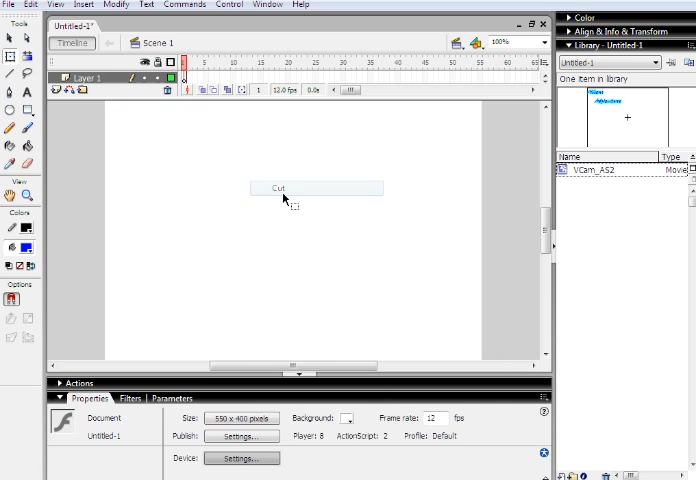 File Edit View Insert Modify Text Commands Control Window Help
Tools
Untitled-1*
Color
Align & Info & Transform
Library - Untitled-1
Timeline
Scene 1
100%
Untitled-1
One item in library
1 5 10 15 20 25 30 35 40 45 50 55 60 65
Layer 1
1 12.0 fps 0.0s
Name Type
VCam_AS2 Movie
Cut
View
Colors
Options
Actions
Properties Filters Parameters
Document
Untitled-1
Size: 550 x 400 pixels Background: Frame rate: 12 fps
Publish: Settings... Player: 8 ActionScript: 2 Profile: Default
Device: Settings...